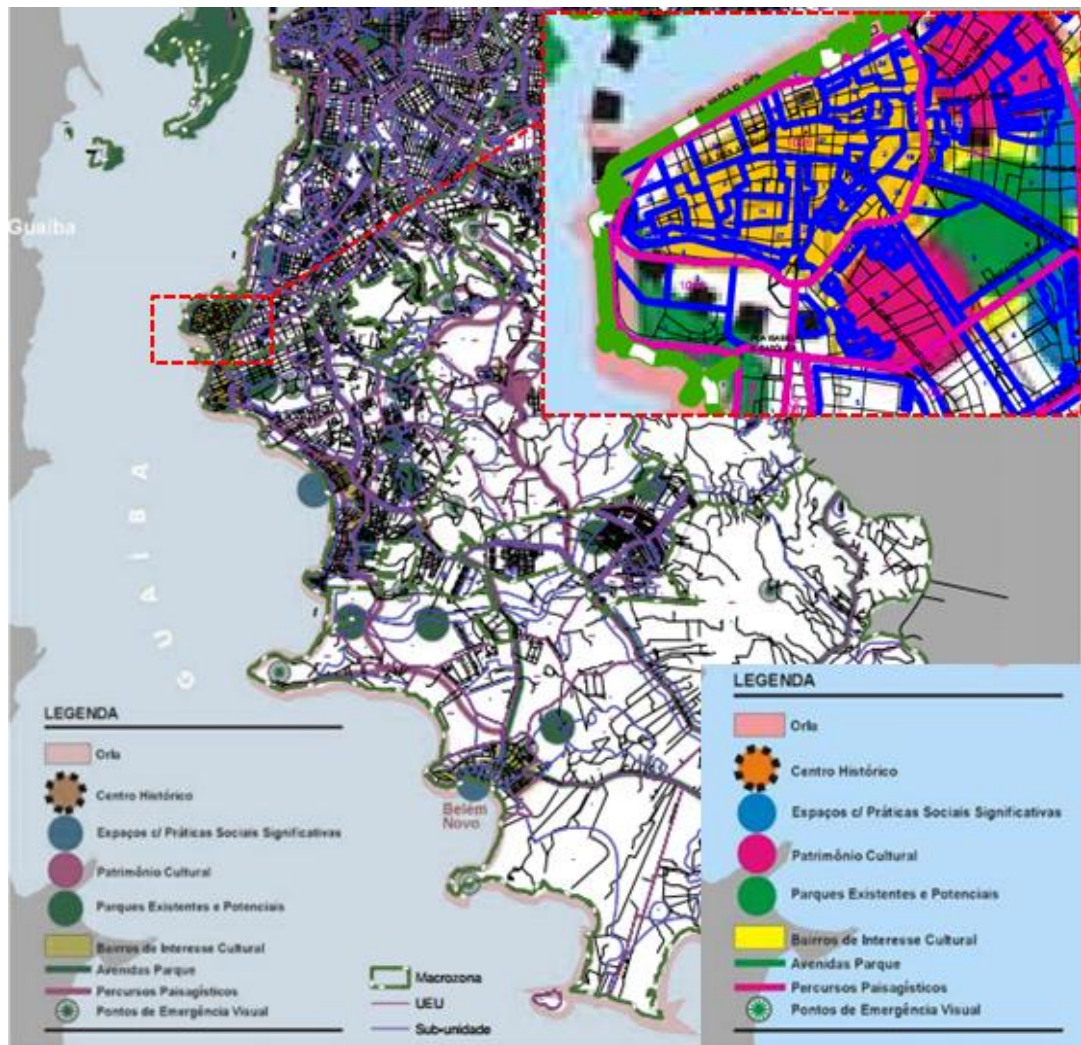 Guaíba
GUAÍBA
Belém
Novo
LEGENDA
Orla
Centro Histórico
Espaços c/ Práticas Sociais Significativas
Patrimônio Cultural
Parques Existentes e Potenciais
Bairros de Interesse Cultural
Avenidas Parque
Percursos Paisagísticos
Pontos de Emergência Visual
Macrozona
UEU
Sub-unidade
LEGENDA
Orla
Centro Histórico
Espaços c/ Práticas Sociais Significativas
Patrimônio Cultural
Parques Existentes e Potenciais
Bairros de Interesse Cultural
Avenidas Parque
Percursos Paisagísticos
Pontos de Emergência Visual